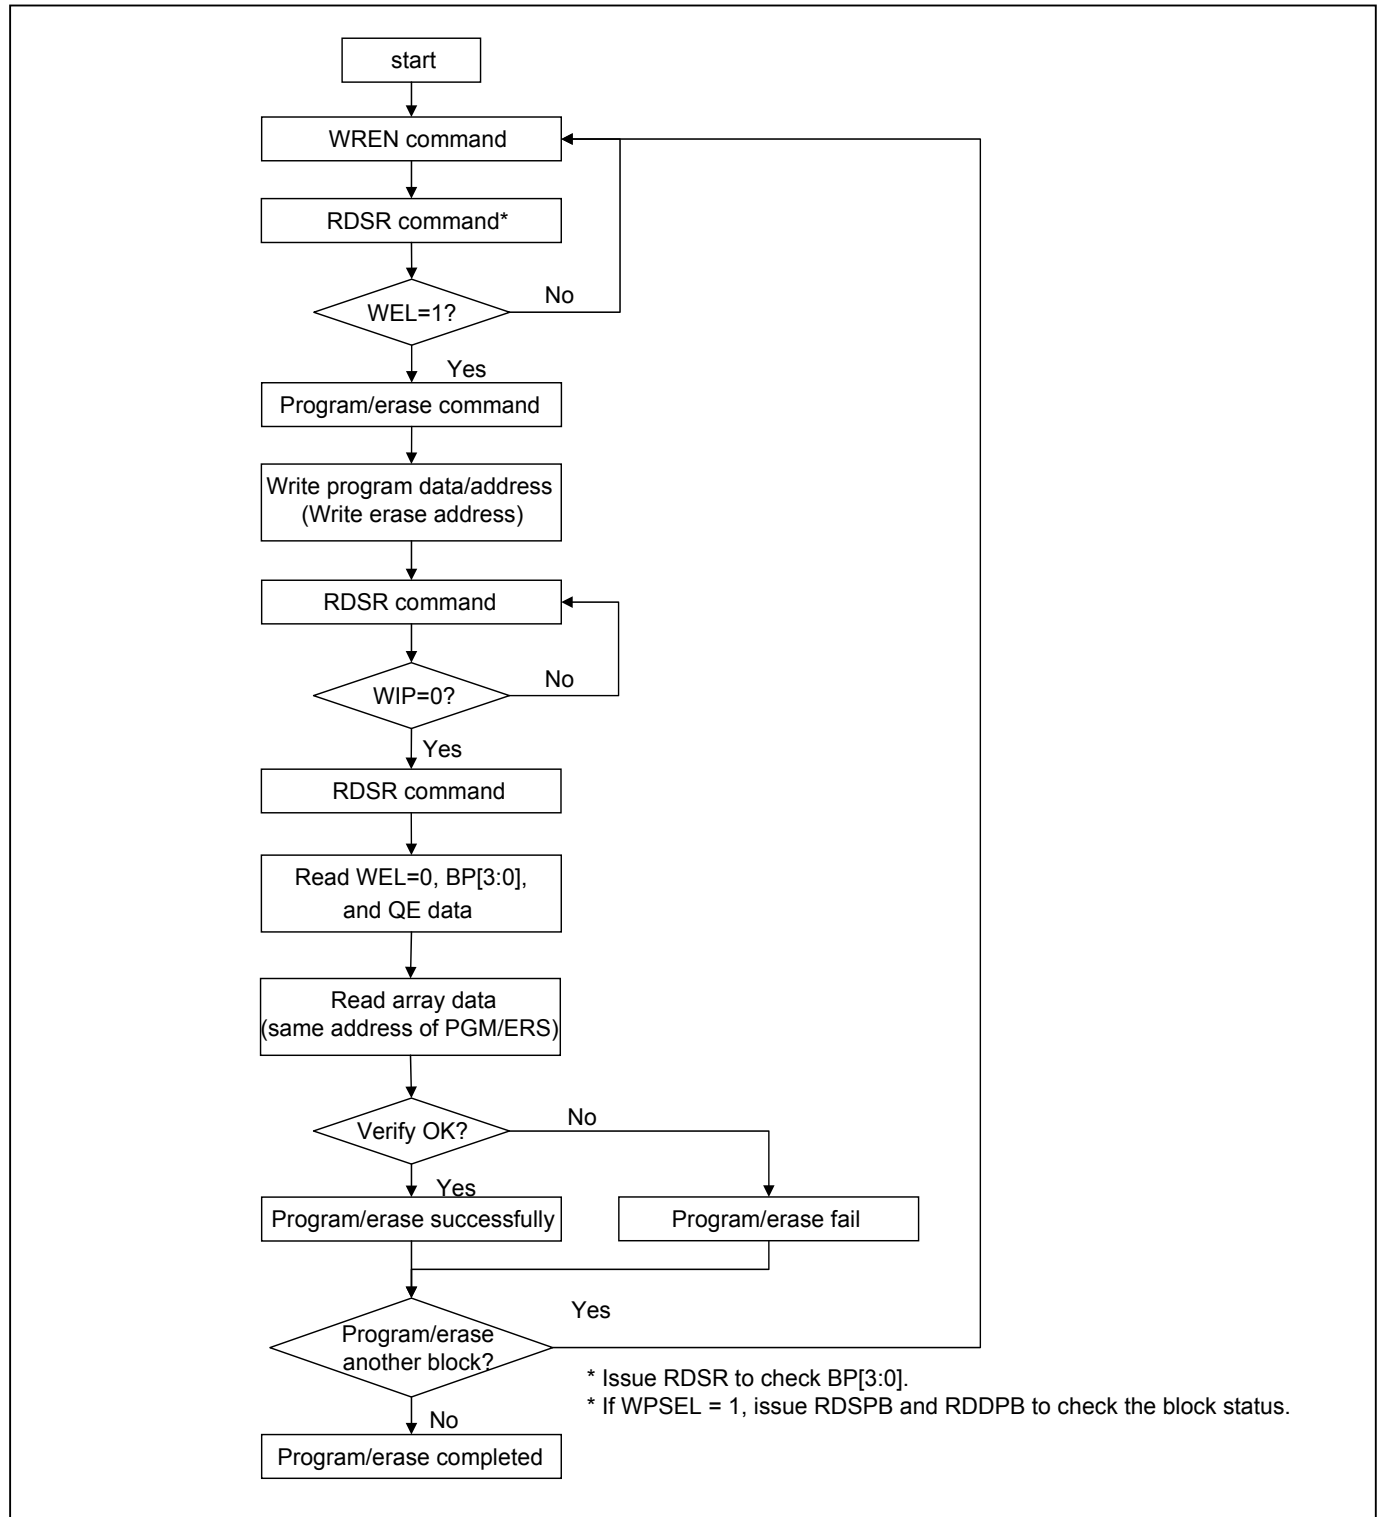 start
WREN command
RDSR command*
WEL=1?
No
Yes
Program/erase command
Write program data/address
(Write erase address)
RDSR command
WIP=0?
No
Yes
RDSR command
Read WEL=0, BP[3:0],
and QE data
Read array data
(same address of PGM/ERS)
Verify OK?
No
Yes
Program/erase successfully
Program/erase fail
Program/erase
another block?
Yes
* Issue RDSR to check BP[3:0].
* If WPSEL = 1, issue RDSPB and RDDPB to check the block status.
No
Program/erase completed